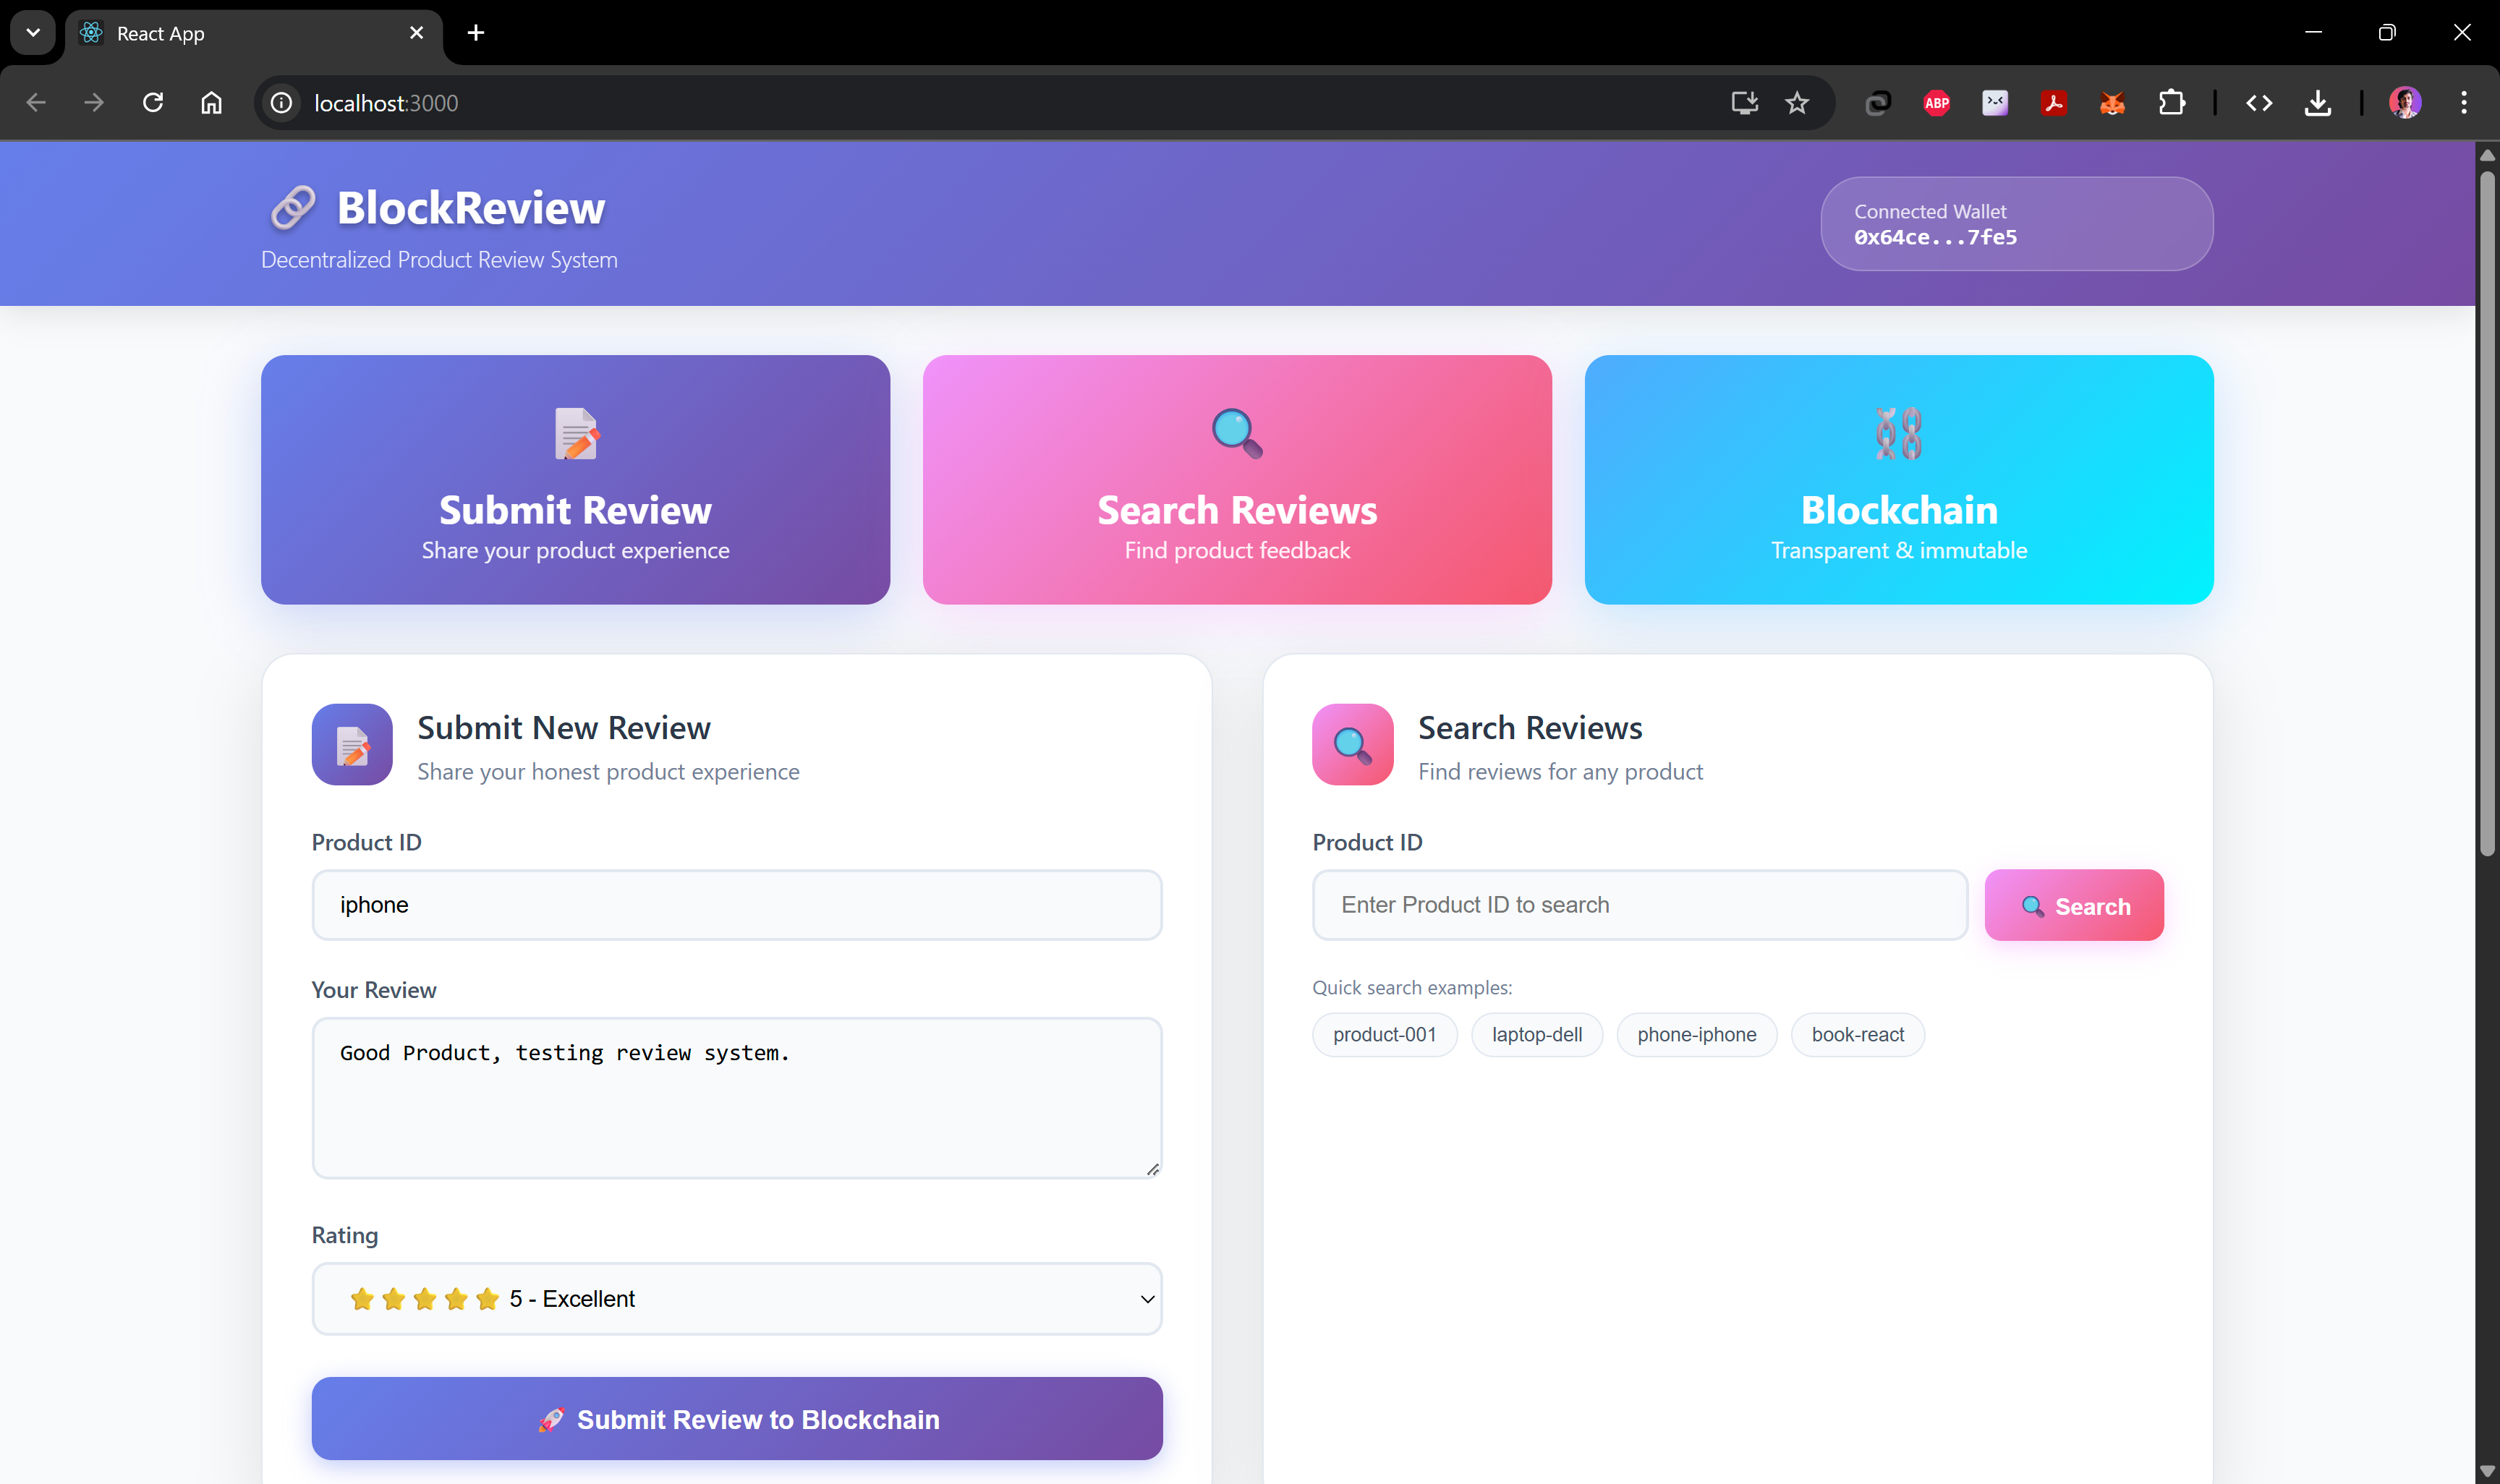 React App
localhost:3000
ABP
BlockReview
Decentralized Product Review System
Connected Wallet
0x64ce...7fe5
Submit Review
Share your product experience
Search Reviews
Find product feedback
Blockchain
Transparent & immutable
Submit New Review
Share your honest product experience
Product ID
iphone
Your Review
Good Product, testing review system.
Rating
5 - Excellent
Submit Review to Blockchain
Search Reviews
Find reviews for any product
Product ID
Enter Product ID to search
Search
Quick search examples:
product-001
laptop-dell
phone-iphone
book-react